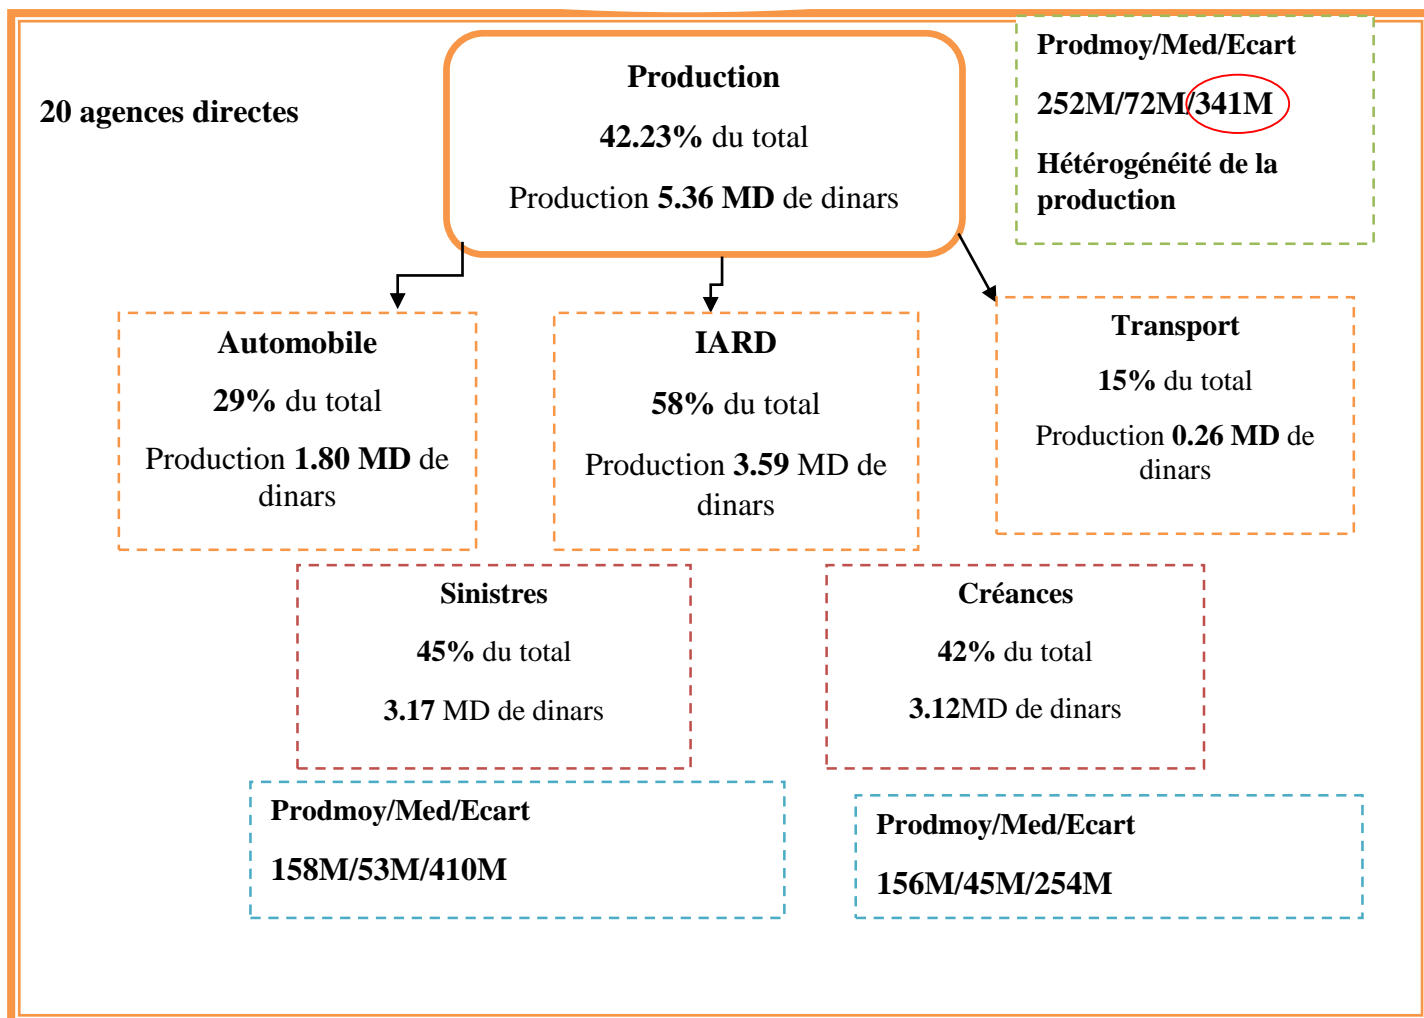 20 agences directes
Production
42.23% du total
Production 5.36 MD de dinars
Prodmoy/Med/Ecart
252M/72M/341M
Hétérogénéité de la
production
Automobile
29% du total
Production 1.80 MD de
dinars
IARD
58% du total
Production 3.59 MD de
dinars
Transport
15% du total
Production 0.26 MD de
dinars
Sinistres
45% du total
3.17 MD de dinars
Créances
42% du total
3.12MD de dinars
Prodmoy/Med/Ecart
158M/53M/410M
Prodmoy/Med/Ecart
156M/45M/254M